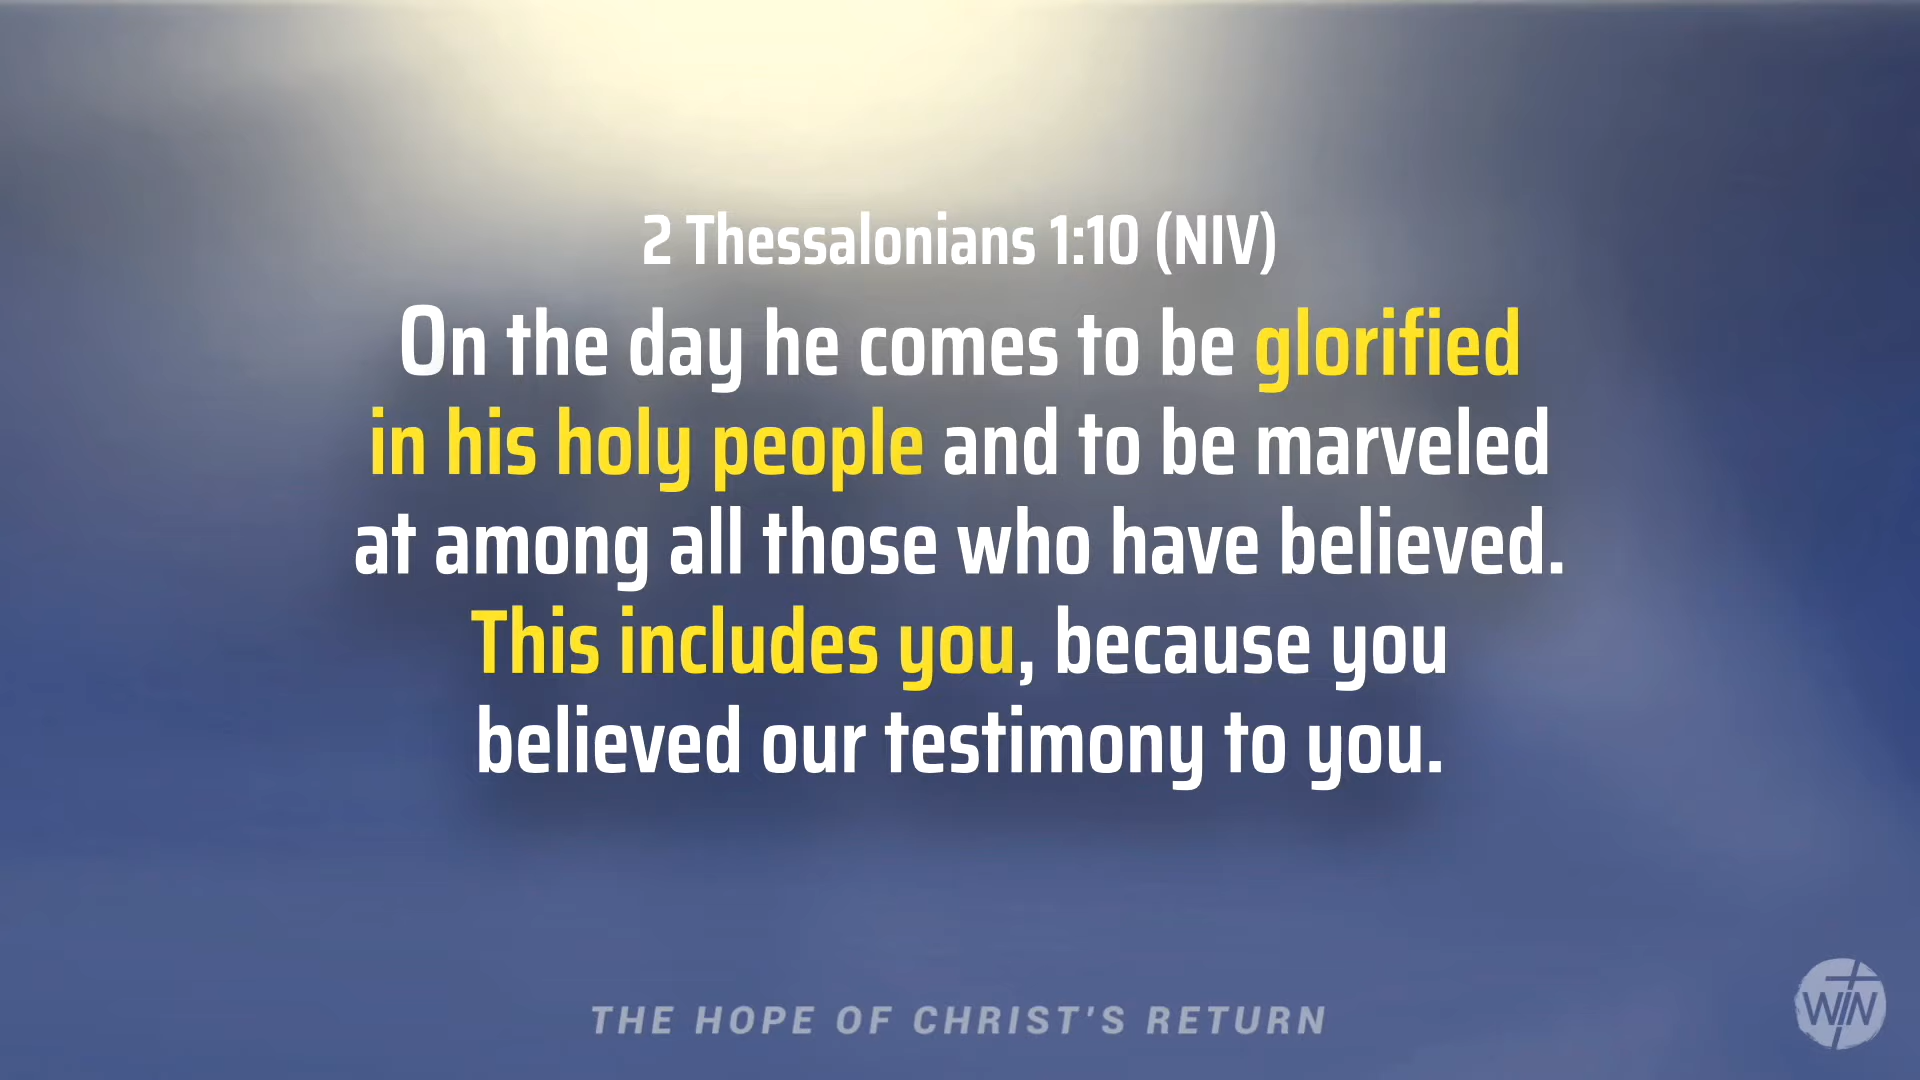 2 Thessalonians 1:10 (NIV)
On the day he comes to be glorified
in his holy people and to be marveled
at among all those who have believed.
This includes you, because you
believed our testimony to you.
THE HOPE OF CHRIST'S RETURN
WIN